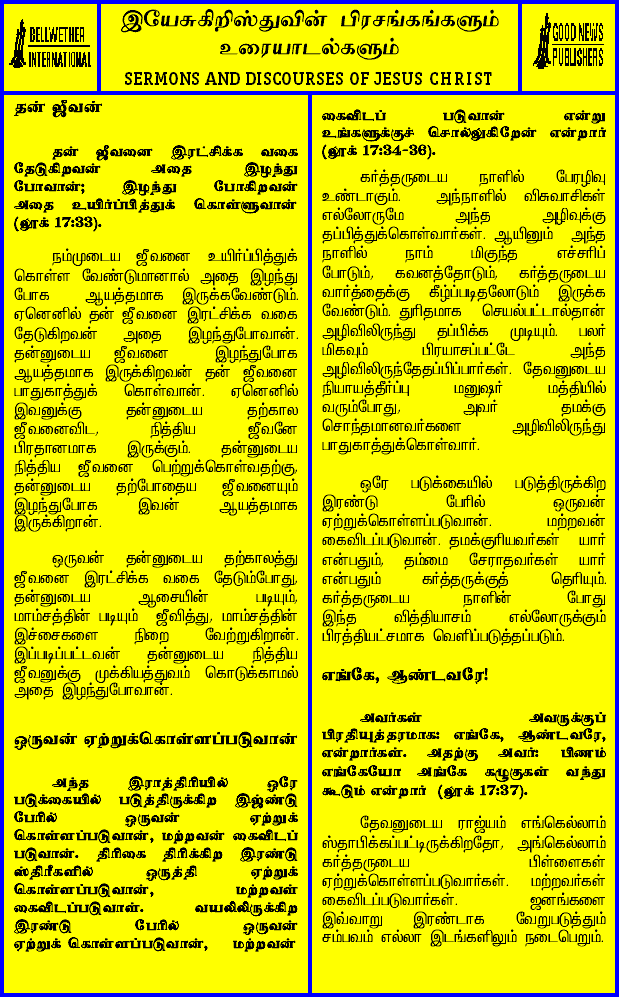 BELLWETHER
INTERNATIONAL
இயேசுகிறிஸ்துவின் பிரசங்கங்களும்
உரையாடல்களும்
SERMONS AND DISCOURSES OF JESUS CHRIST
GOOD NEWS
PUBLISHERS
தன் ஜீவன்
தன் ஜீவனை இரட்சிக்க வகை
தேடுகிறவன் அதை இழந்து
போவான்; இழந்து போகிறவன்
அதை உயிர்ப்பித்துக் கொள்ளுவான்
(லூக் 17:33).
நம்முடைய ஜீவனை உயிர்ப்பித்துக்
கொள்ள வேண்டுமானால் அதை இழந்து
போக ஆயத்தமாக இருக்கவேண்டும்.
ஏனெனில் தன் ஜீவனை இரட்சிக்க வகை
தேடுகிறவன் அதை இழந்துபோவான்.
தன்னுடைய ஜீவனை இழந்துபோக
ஆயத்தமாக இருக்கிறவன் தன் ஜீவனை
பாதுகாத்துக் கொள்வான். ஏனெனில்
இவனுக்கு தன்னுடைய தற்கால
ஜீவனைவிட, நித்திய ஜீவனே
பிரதானமாக இருக்கும். தன்னுடைய
நித்திய ஜீவனை பெற்றுக்கொள்வதற்கு,
தன்னுடைய தற்போதைய ஜீவனையும்
இழந்துபோக இவன் ஆயத்தமாக
இருக்கிறான்.
ஒருவன் தன்னுடைய தற்காலத்து
ஜீவனை இரட்சிக்க வகை தேடும்போது,
தன்னுடைய ஆசையின் படியும்,
மாம்சத்தின் படியும் ஜீவித்து, மாம்சத்தின்
இச்சைகளை நிறை வேற்றுகிறான்.
இப்படிப்பட்டவன் தன்னுடைய நித்திய
ஜீவனுக்கு முக்கியத்துவம் கொடுக்காமல்
அதை இழந்துபோவான்.
ஒருவன் ஏற்றுக்கொள்ளப்படுவான்
அந்த இராத்திரியில் ஒரே
படுக்கையில் படுத்திருக்கிற இரண்டு
பேரில் ஒருவன் ஏற்றுக்
கொள்ளப்படுவான், மற்றவன் கைவிடப்
படுவான். திரிகை திரிக்கிற இரண்டு
ஸ்திரீகளில் ஒருத்தி ஏற்றுக்
கொள்ளப்படுவாள், மற்றவள்
கைவிடப்படுவாள். வயலிலிருக்கிற
இரண்டு பேரில் ஒருவன்
ஏற்றுக் கொள்ளப்படுவான், மற்றவன்
கைவிடப் படுவான் என்று
உங்களுக்குச் சொல்லுகிறேன் என்றார்
(லூக் 17:34-36).
கர்த்தருடைய நாளில் பேரழிவு
உண்டாகும். அந்நாளில் விசுவாசிகள்
எல்லோருமே அந்த அழிவுக்கு
தப்பித்துக்கொள்வார்கள். ஆயினும் அந்த
நாளில் நாம் மிகுந்த எச்சரிப்
போடும், கவனத்தோடும், கர்த்தருடைய
வார்த்தைக்கு கீழ்ப்படிதலோடும் இருக்க
வேண்டும். துரிதமாக செயல்பட்டால்தான்
அழிவிலிருந்து தப்பிக்க முடியும். பலர்
மிகவும் பிரயாசப்பட்டே அந்த
அழிவிலிருந்தேதப்பிப்பார்கள். தேவனுடைய
நியாயத்தீர்ப்பு மனுஷர் மத்தியில்
வரும்போது, அவர் தமக்கு
சொந்தமானவர்களை அழிவிலிருந்து
பாதுகாத்துக்கொள்வார்.
ஒரே படுக்கையில் படுத்திருக்கிற
இரண்டு பேரில் ஒருவன்
ஏற்றுக்கொள்ளப்படுவான். மற்றவன்
கைவிடப்படுவான். தமக்குரியவர்கள் யார்
என்பதும், தம்மை சேராதவர்கள் யார்
என்பதும் கர்த்தருக்குத் தெரியும்.
கர்த்தருடைய நாளின் போது
இந்த வித்தியாசம் எல்லோருக்கும்
பிரத்தியட்சமாக வெளிப்படுத்தப்படும்.
எங்கே, ஆண்டவரே!
அவர்கள் அவருக்குப்
பிரதியுத்தரமாக: எங்கே, ஆண்டவரே,
என்றார்கள். அதற்கு அவர்: பிணம்
எங்கேயோ அங்கே கழுகுகள் வந்து
கூடும் என்றார் (லூக் 17:37).
தேவனுடைய ராஜ்யம் எங்கெல்லாம்
ஸ்தாபிக்கப்பட்டிருக்கிறதோ, அங்கெல்லாம்
கர்த்தருடைய பிள்ளைகள்
ஏற்றுக்கொள்ளப்படுவார்கள். மற்றவர்கள்
கைவிடப்படுவார்கள். ஜனங்களை
இவ்வாறு இரண்டாக வேறுபடுத்தும்
சம்பவம் எல்லா இடங்களிலும் நடைபெறும்.